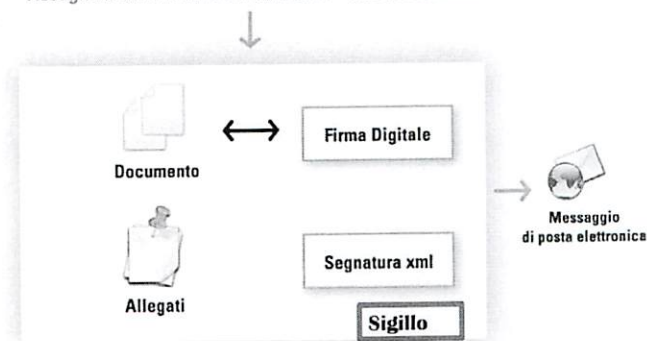 Documento
Firma Digitale
Allegati
Segnatura xml
Sigillo
Messaggio
di posta elettronica